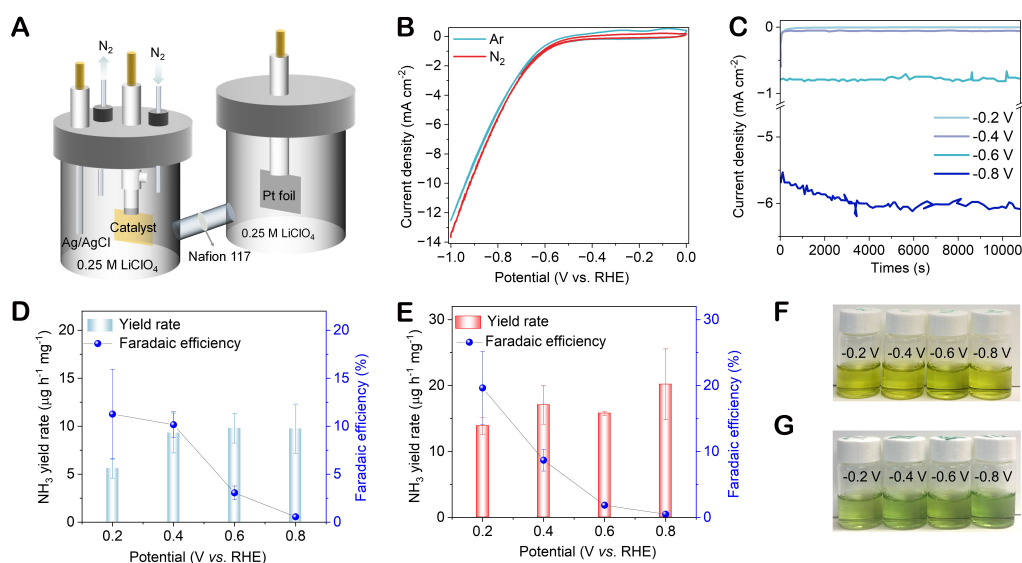 A
N2
N2
Pt foil
Catalyst
Ag/AgCl
0.25 M LiClO4
0.25 M LiClO4
Nafion 117
B
Ar
N2
Current density (mA cm-2)
0
-2
-4
-6
-8
-10
-12
-14
-1.0
-0.8
-0.6
-0.4
-0.2
0.0
Potential (V vs. RHE)
C
Current density (mA cm-2)
0
-1
-5
-6
-0.2 V
-0.4 V
-0.6 V
-0.8 V
0
2000
4000
6000
8000
10000
Times (s)
D
Yield rate
Faradaic efficiency
NH3 yield rate (μg h-1 mg-1)
20
15
10
5
0
Faradaic efficiency (%)
20
15
10
5
0
0.2
0.4
0.6
0.8
Potential (V vs. RHE)
E
Yield rate
Faradaic efficiency
NH3 yield rate (μg h-1 mg-1)
30
20
10
0
Faradaic efficiency (%)
30
20
10
0
0.2
0.4
0.6
0.8
Potential (V vs. RHE)
F
-0.2 V
-0.4 V
-0.6 V
-0.8 V
G
-0.2 V
-0.4 V
-0.6 V
-0.8 V